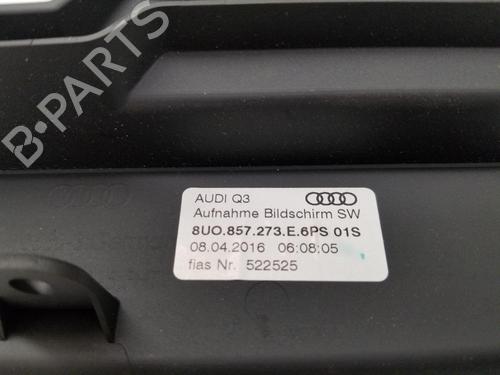 B-PARTS
AUDI Q3
Aufnahme Bildschirm SW
8UO.857.273.E.6PS 01S
08.04.2016 06:08:05
fias Nr. 522525